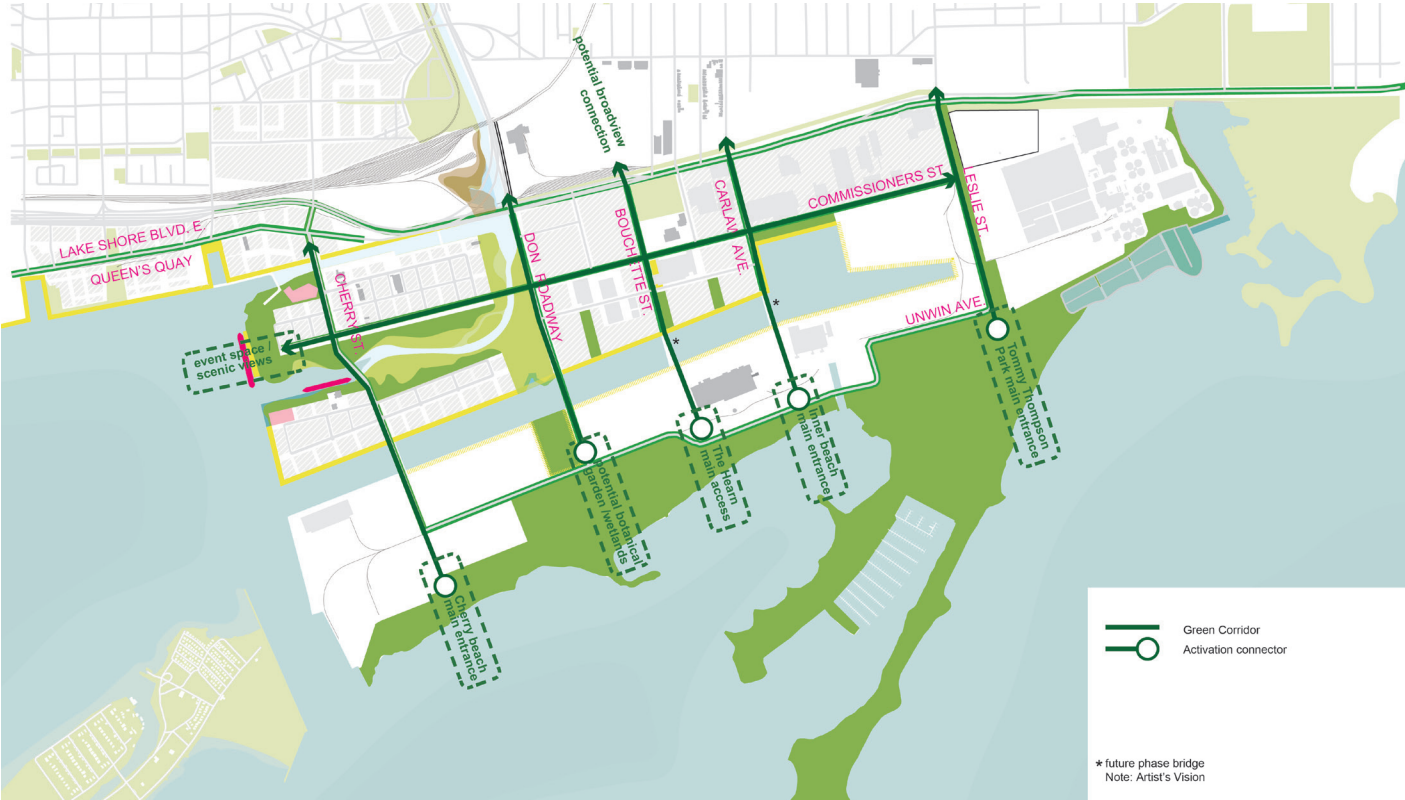 potential broadview
connection
LAKE SHORE BLVD. E.
QUEEN'S QUAY
CHERRY ST.
DON ROADWAY
BOUCHETTE ST.
CARLAW AVE.
COMMISSIONERS ST.
LESLIE ST.
UNWIN AVE.
event space /
scenic views
Cherry beach
main entrance
potential botanical
garden /wetlands
The Hearn
main access
Inner beach
main entrance
Tommy Thompson
Park main entrance
Green Corridor
Activation connector
* future phase bridge
Note: Artist's Vision
*
*